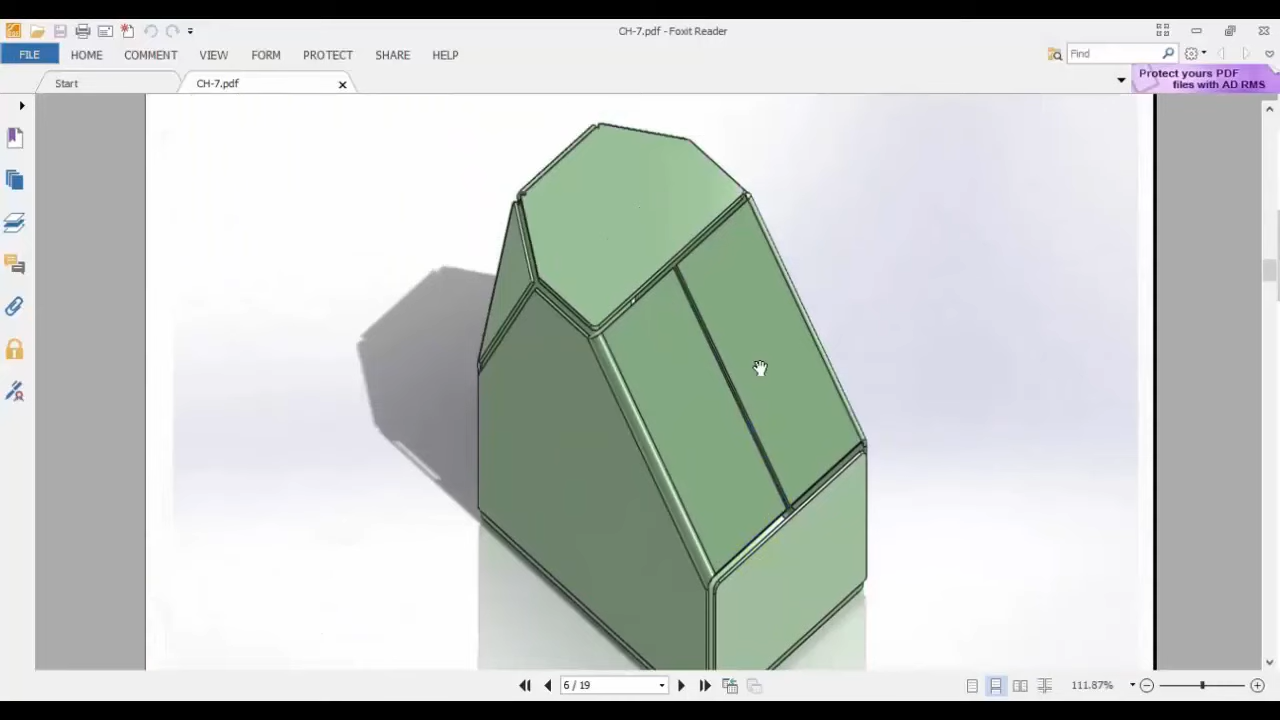 CH-7.pdf - Foxit Reader
FILE HOME COMMENT VIEW FORM PROTECT SHARE HELP
Find
Start
CH-7.pdf
Protect yours PDF
files with AD RMS
6 / 19
111.87%